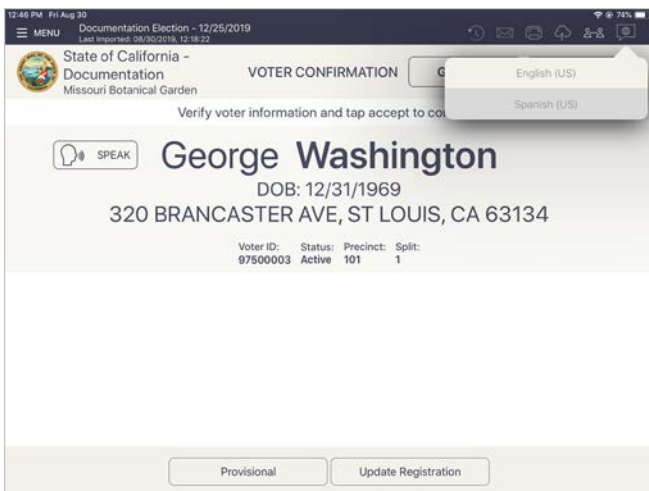 12:46 PM Fri Aug 30
74%
MENU
Documentation Election - 12/25/2019
Last Imported: 08/30/2019, 12:18:22
State of California -
Documentation
Missouri Botanical Garden
VOTER CONFIRMATION
G
English (US)
Spanish (US)
Verify voter information and tap accept to co
SPEAK
George Washington
DOB: 12/31/1969
320 BRANCASTER AVE, ST LOUIS, CA 63134
Voter ID: Status: Precinct: Split:
97500003 Active 101 1
Provisional
Update Registration